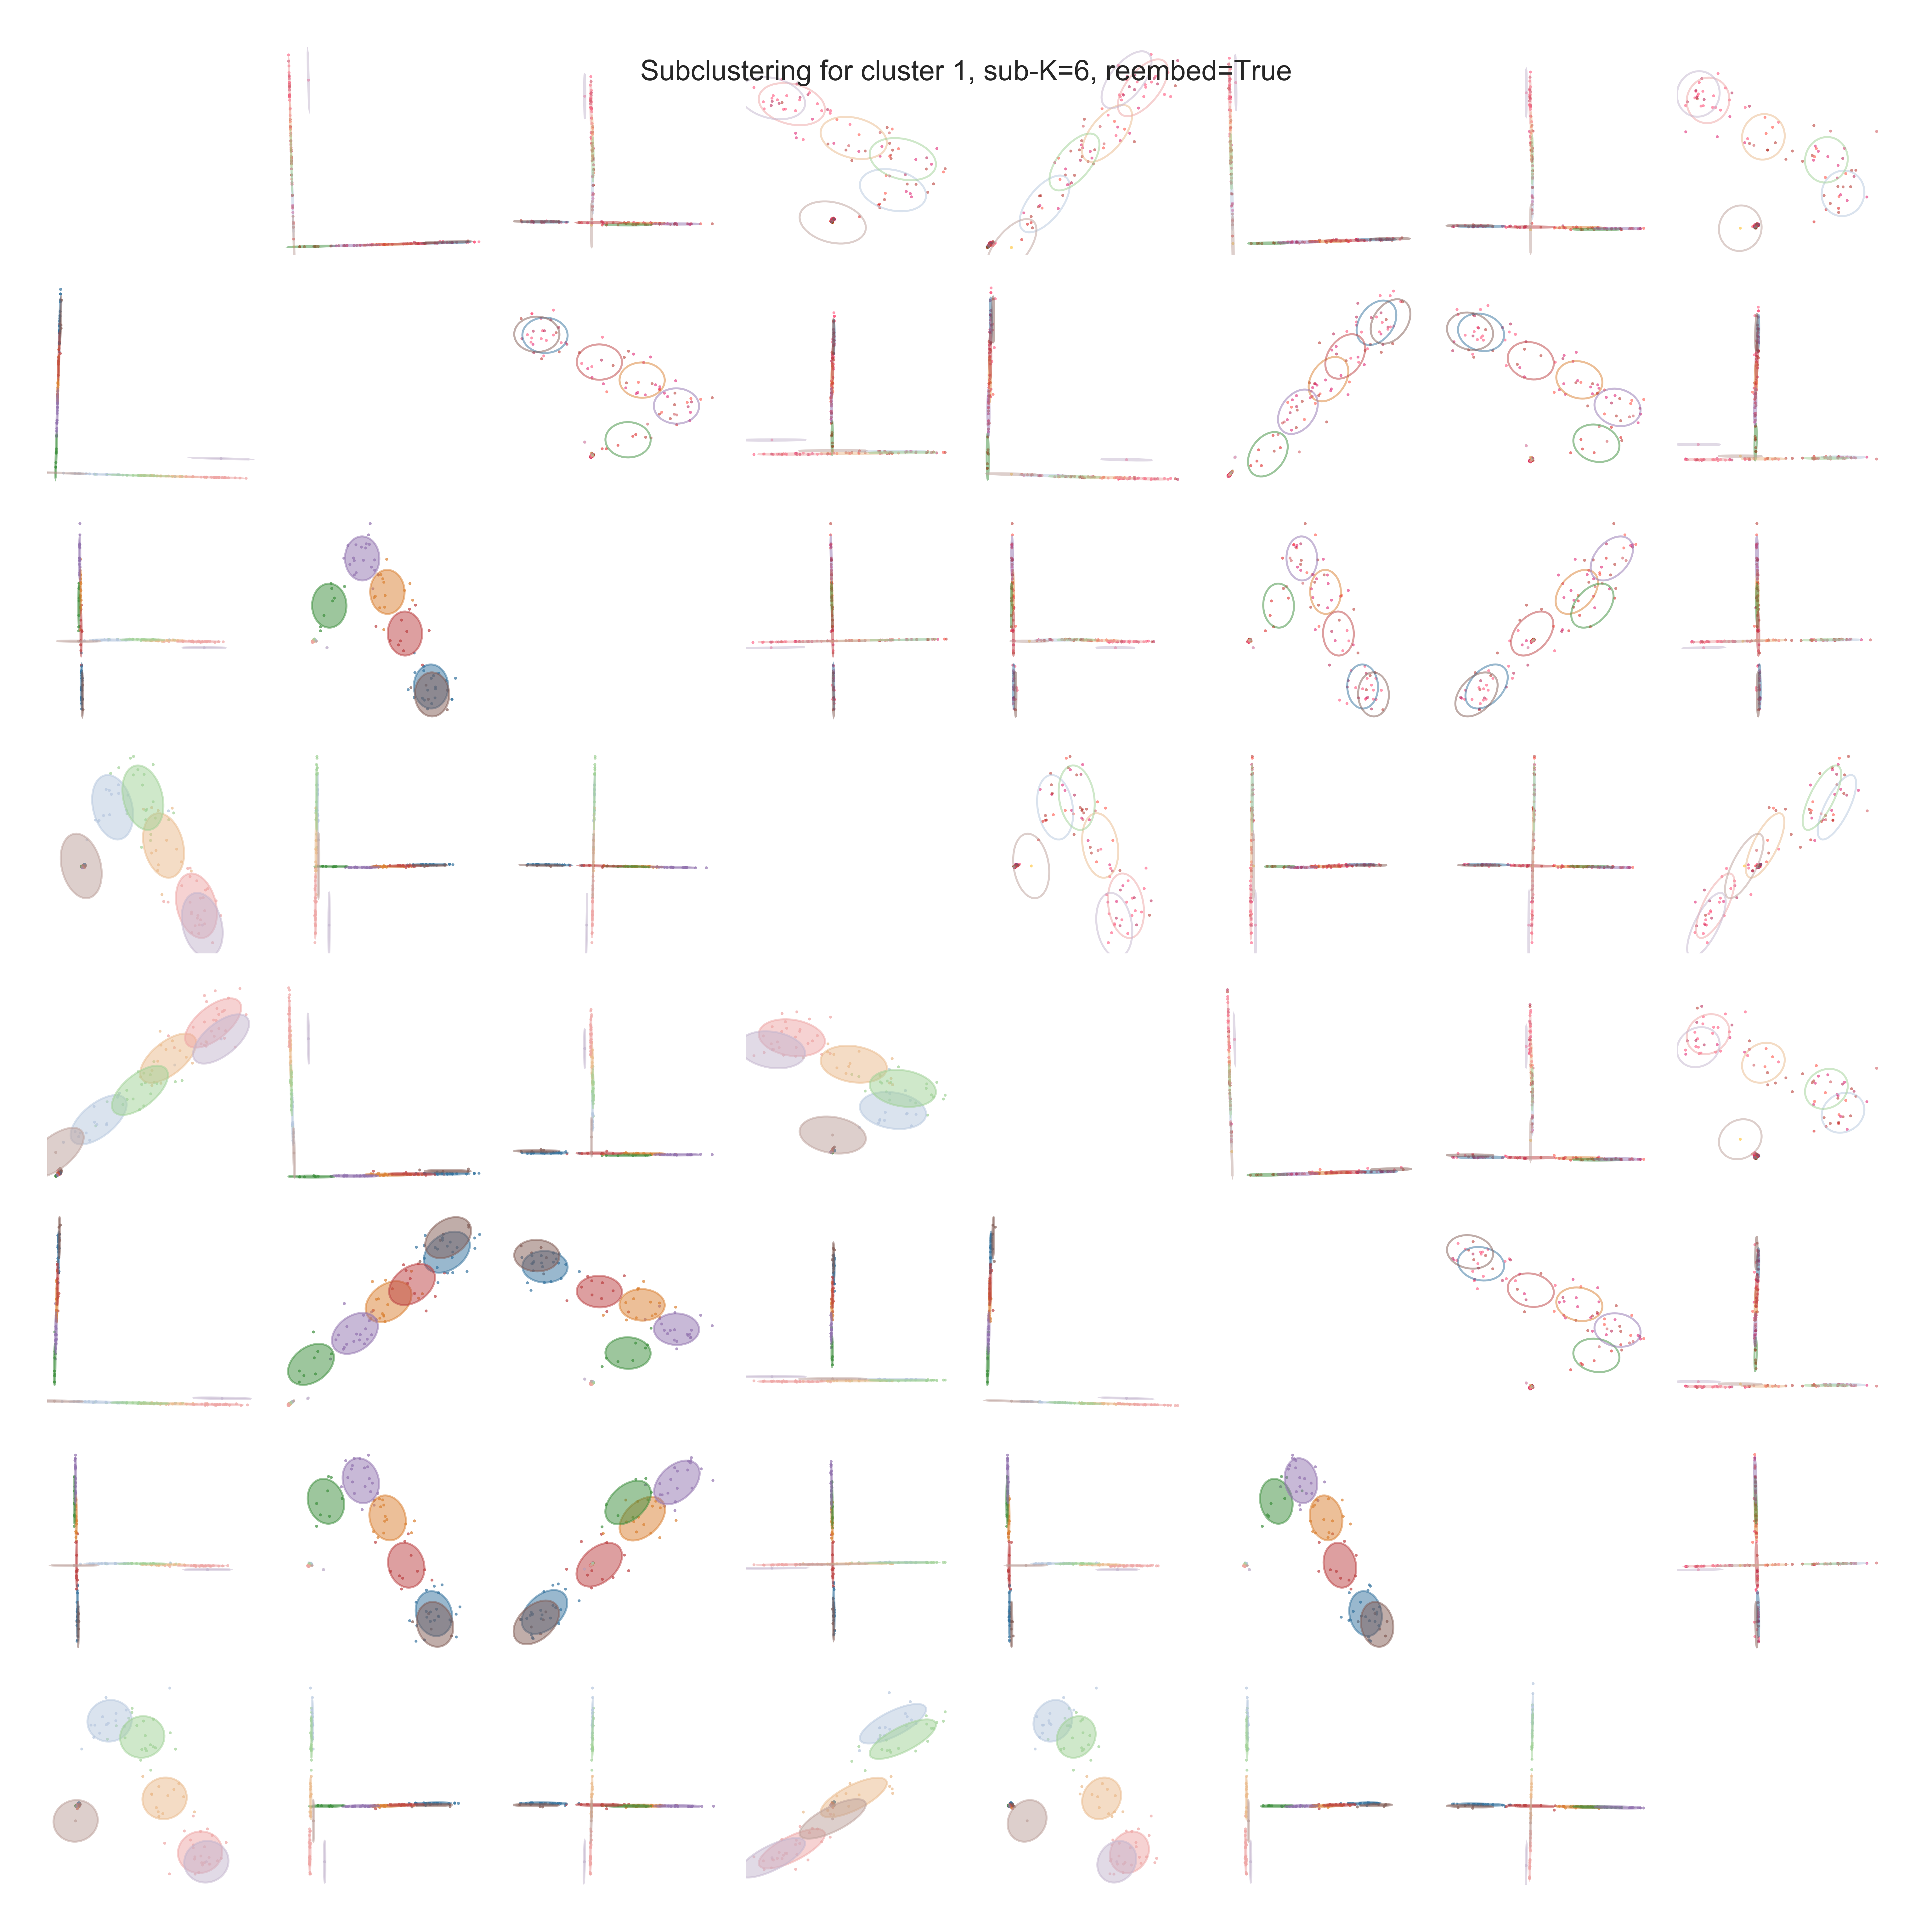 Subclustering for cluster 1, sub-K=6, reembed=True